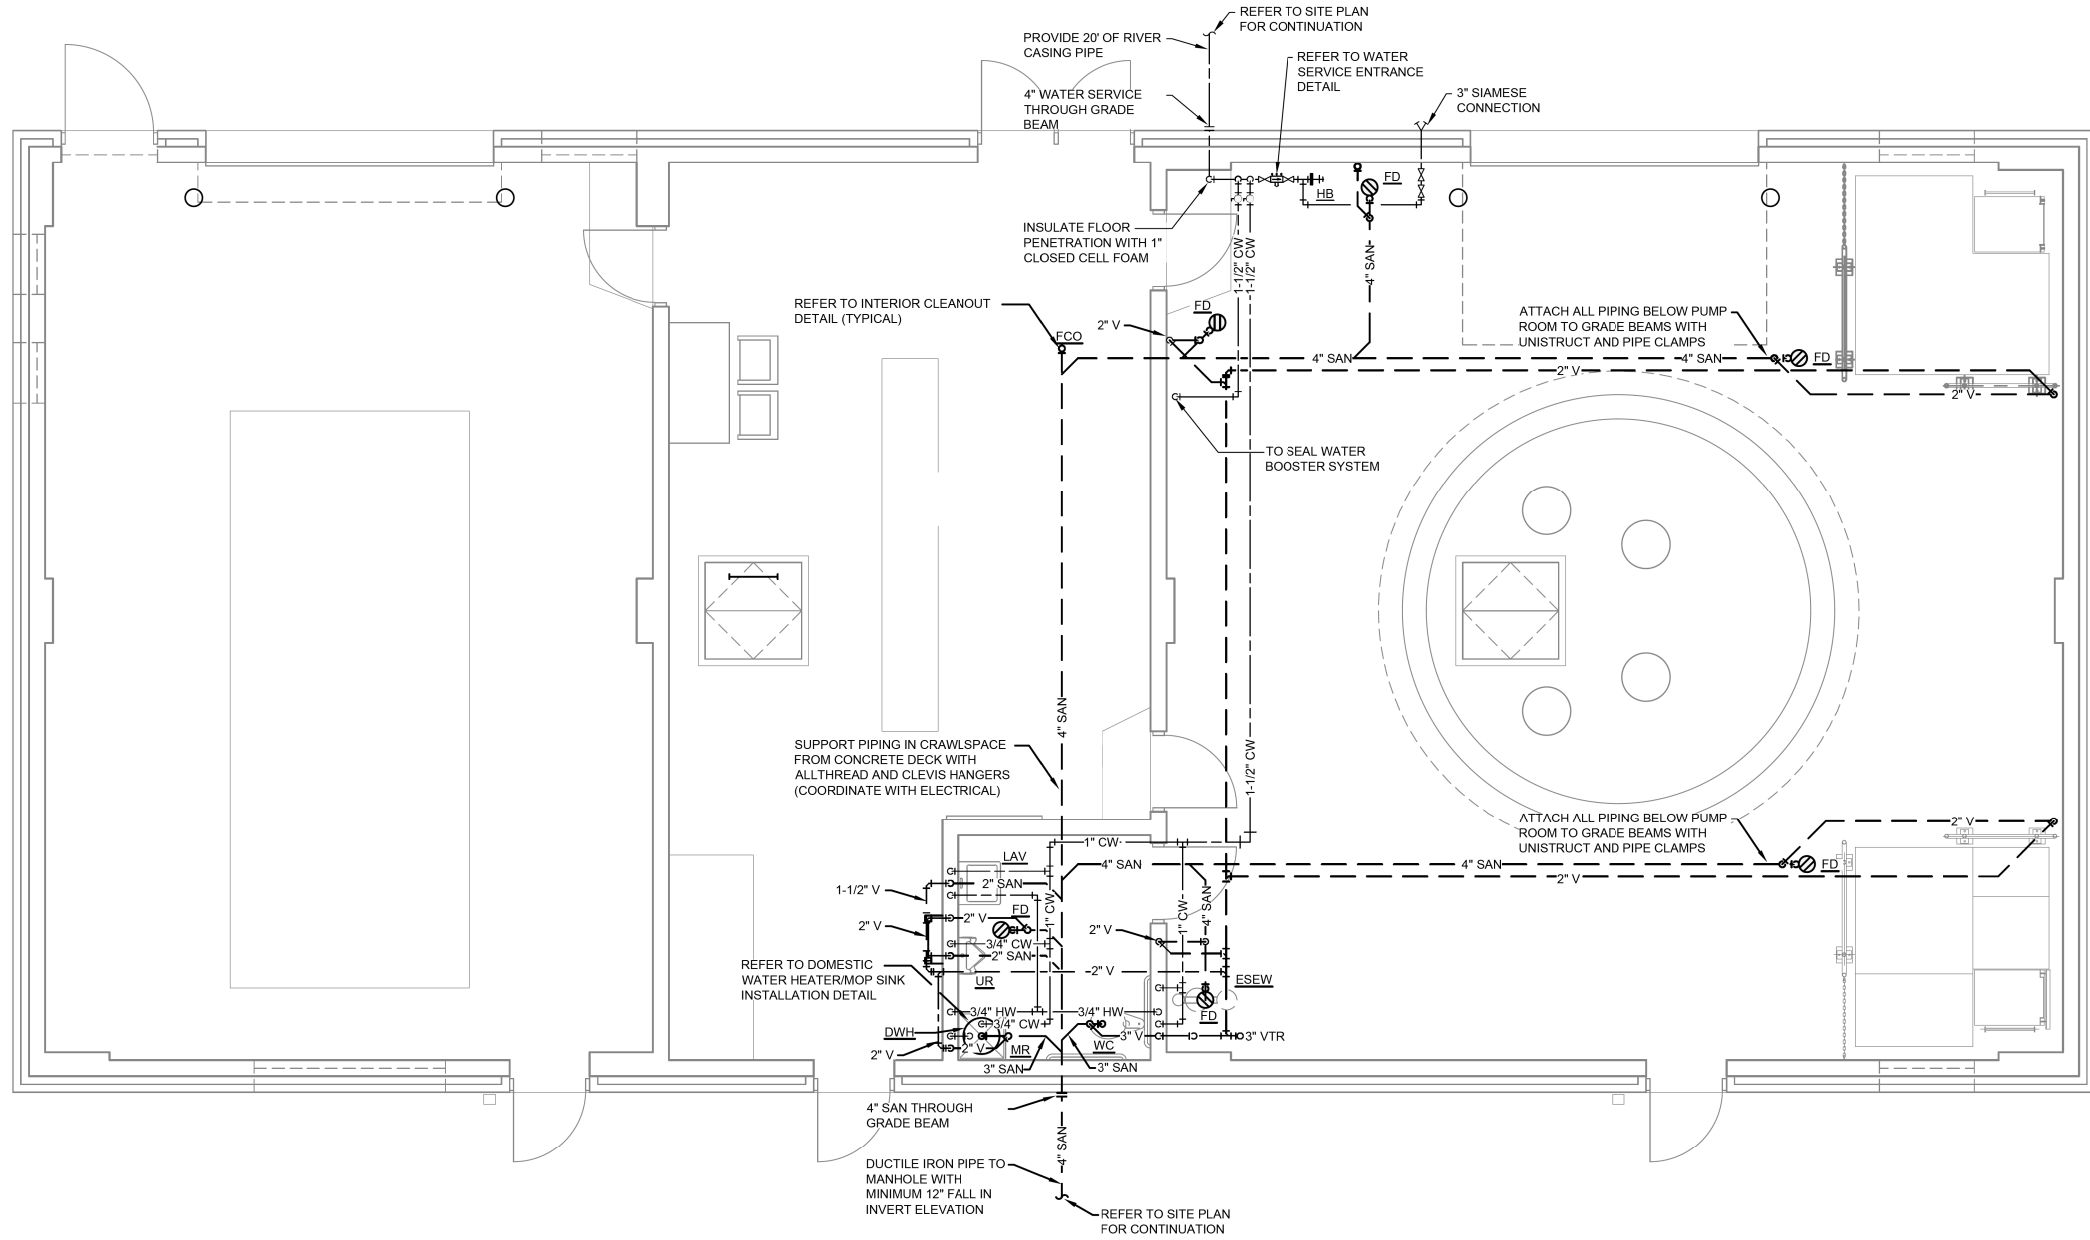 REFER TO SITE PLAN
FOR CONTINUATION
PROVIDE 20' OF RIVER
CASING PIPE
REFER TO WATER
SERVICE ENTRANCE
DETAIL
4" WATER SERVICE
THROUGH GRADE
BEAM
3" SIAMESE
CONNECTION
FD
HB
INSULATE FLOOR
PENETRATION WITH 1"
CLOSED CELL FOAM
1-1/2" CW
1-1/2" CW
4" SAN
REFER TO INTERIOR CLEANOUT
DETAIL (TYPICAL)
FD
2" V
FCO
ATTACH ALL PIPING BELOW PUMP
ROOM TO GRADE BEAMS WITH
UNISTRUCT AND PIPE CLAMPS
4" SAN
4" SAN
FD
2" V
2" V
TO SEAL WATER
BOOSTER SYSTEM
4" SAN
SUPPORT PIPING IN CRAWLSPACE
FROM CONCRETE DECK WITH
ALLTHREAD AND CLEVIS HANGERS
(COORDINATE WITH ELECTRICAL)
1-1/2" CW
ATTACH ALL PIPING BELOW PUMP
ROOM TO GRADE BEAMS WITH
UNISTRUCT AND PIPE CLAMPS
2" V
1" CW
LAV
4" SAN
4" SAN
FD
2" V
1-1/2" V
2" SAN
1" CW
1" CW
4" SAN
FD
2" V
2" V
2" V
3/4" CW
2" SAN
REFER TO DOMESTIC
WATER HEATER/MOP SINK
INSTALLATION DETAIL
2" V
UR
ESEW
3/4" HW
3/4" HW
3/4" CW
FD
DWH
3" V
3" VTR
2" V
2" V
MR
WC
3" SAN
3" SAN
4" SAN THROUGH
GRADE BEAM
4" SAN
DUCTILE IRON PIPE TO
MANHOLE WITH
MINIMUM 12" FALL IN
INVERT ELEVATION
REFER TO SITE PLAN
FOR CONTINUATION